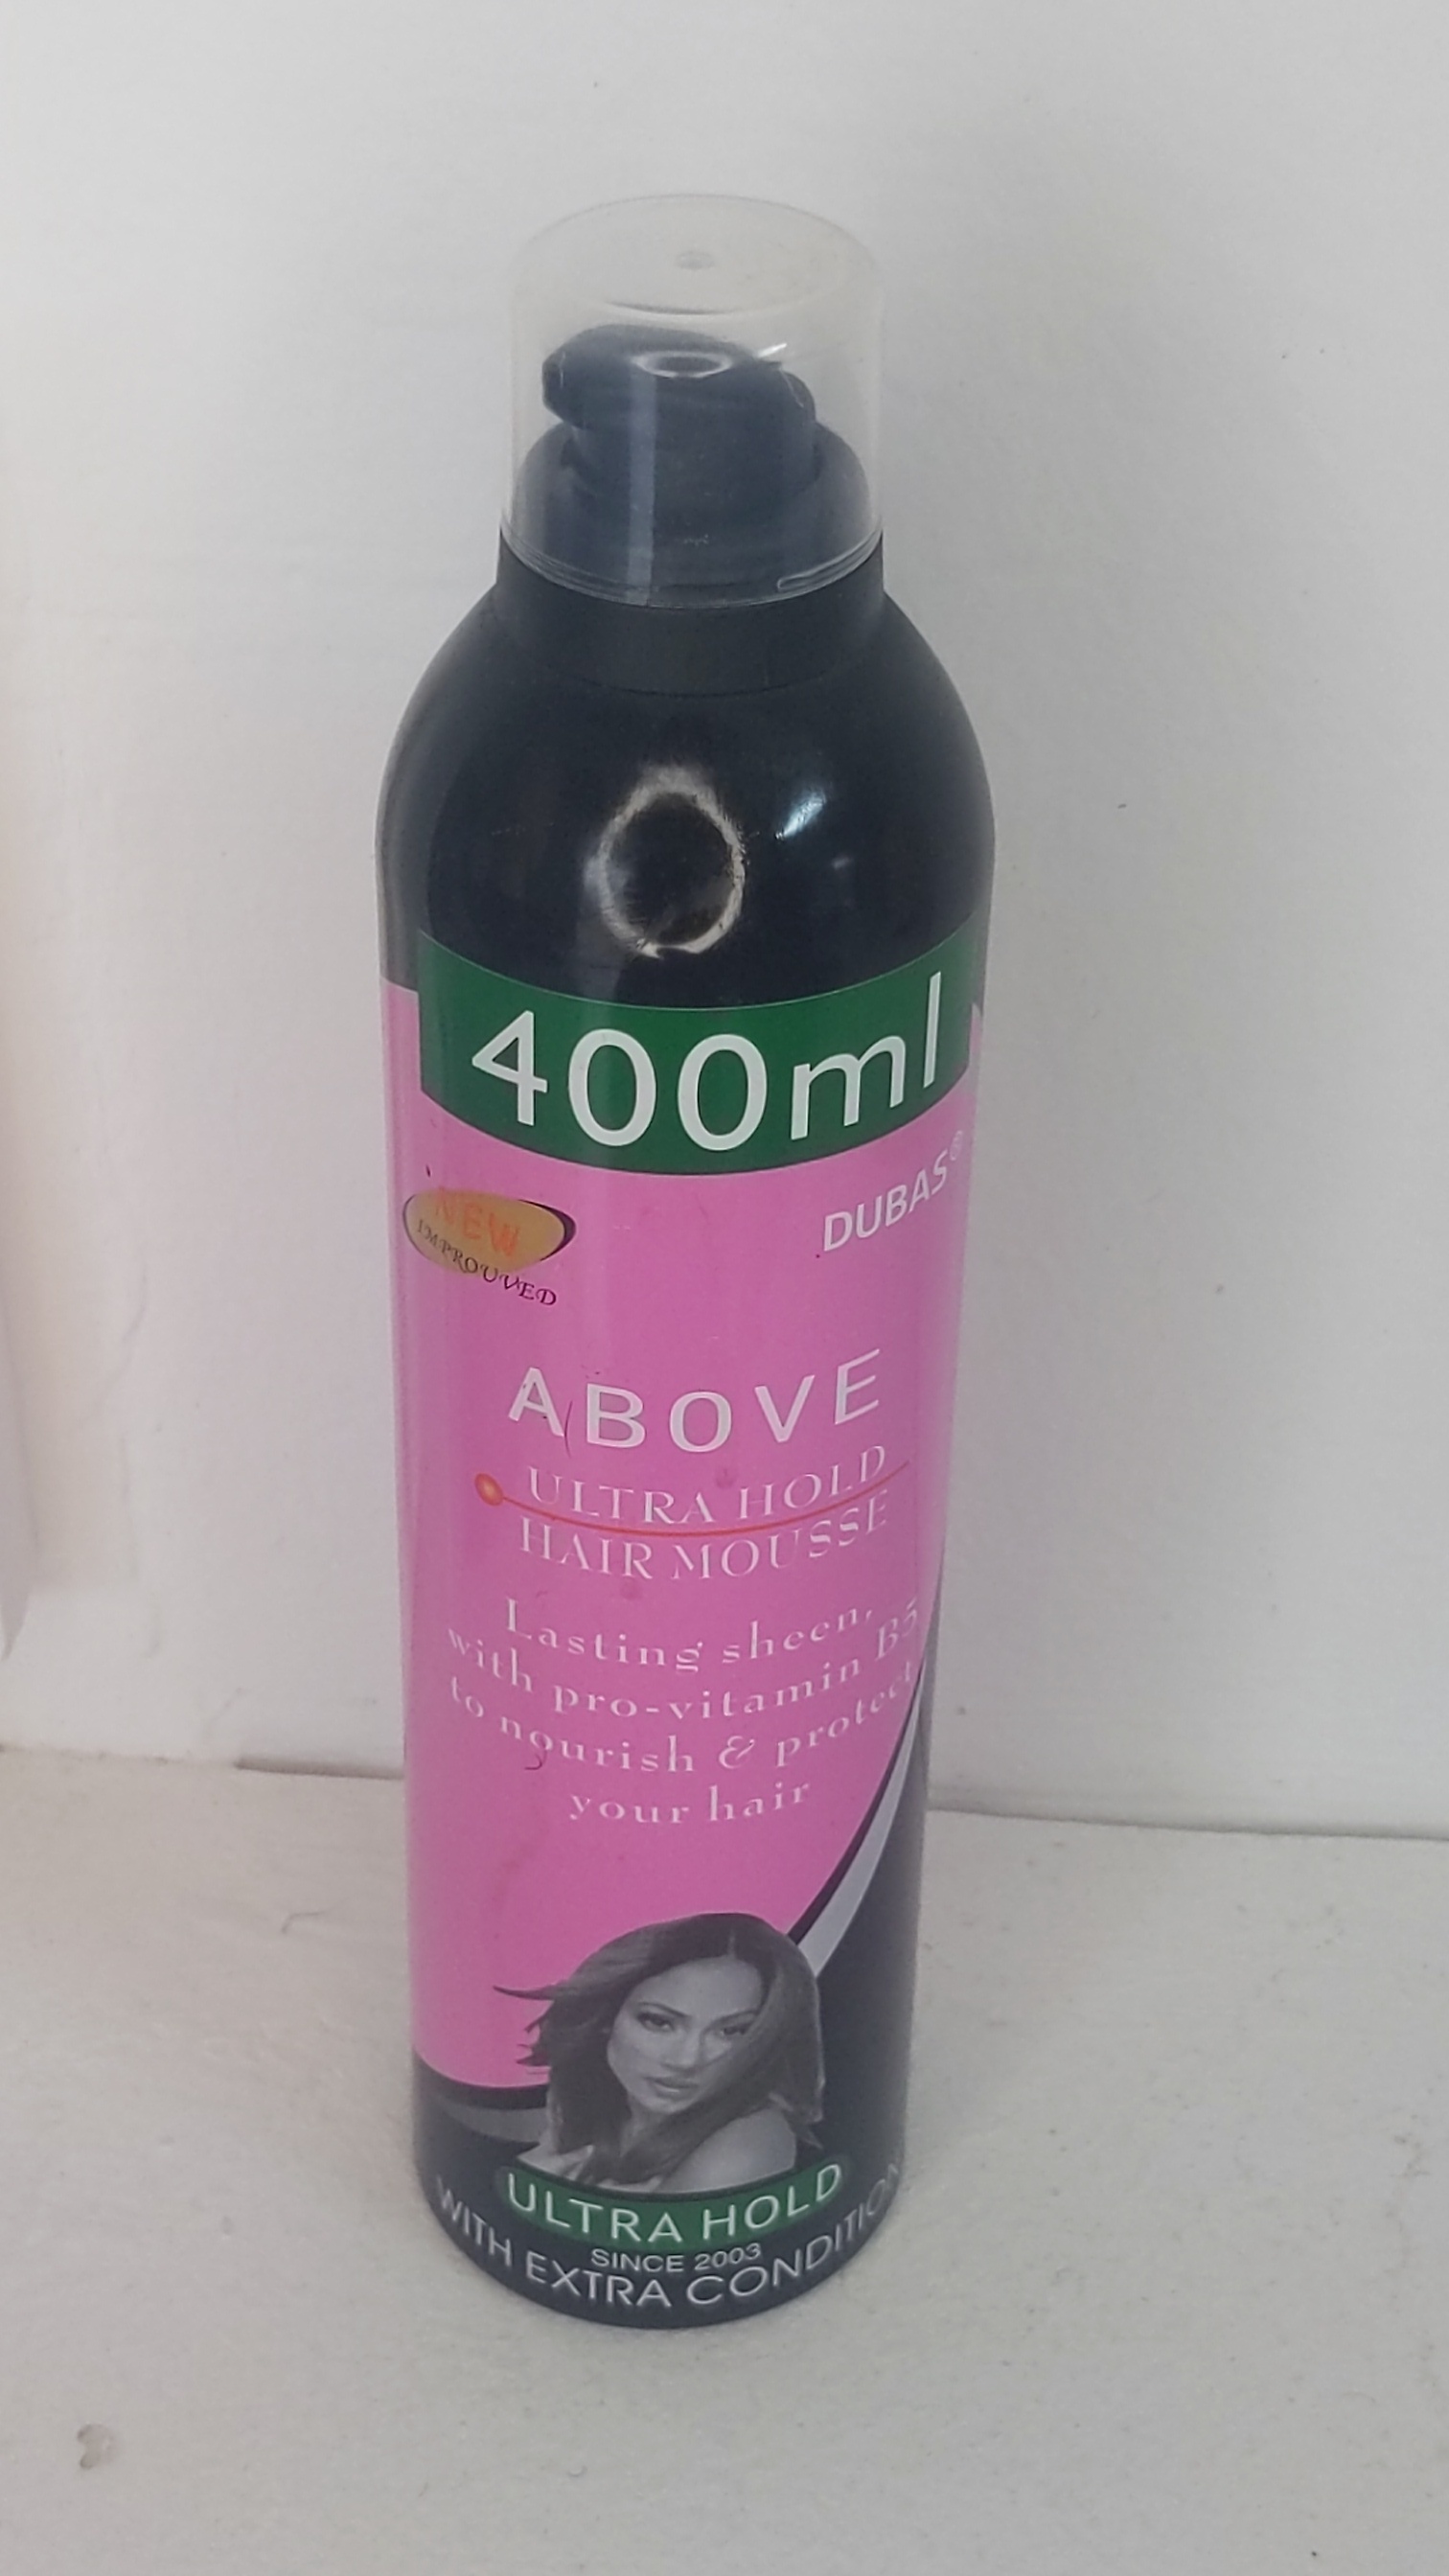 400ml
DUBAS®
NEW
IMPROUVED
ABOVE
ULTRA HOLD
HAIR MOUSSE
Lasting sheen,
with pro-vitamin B5
to nourish & protect
your hair
ULTRA HOLD
SINCE 2003
WITH EXTRA CONDITION